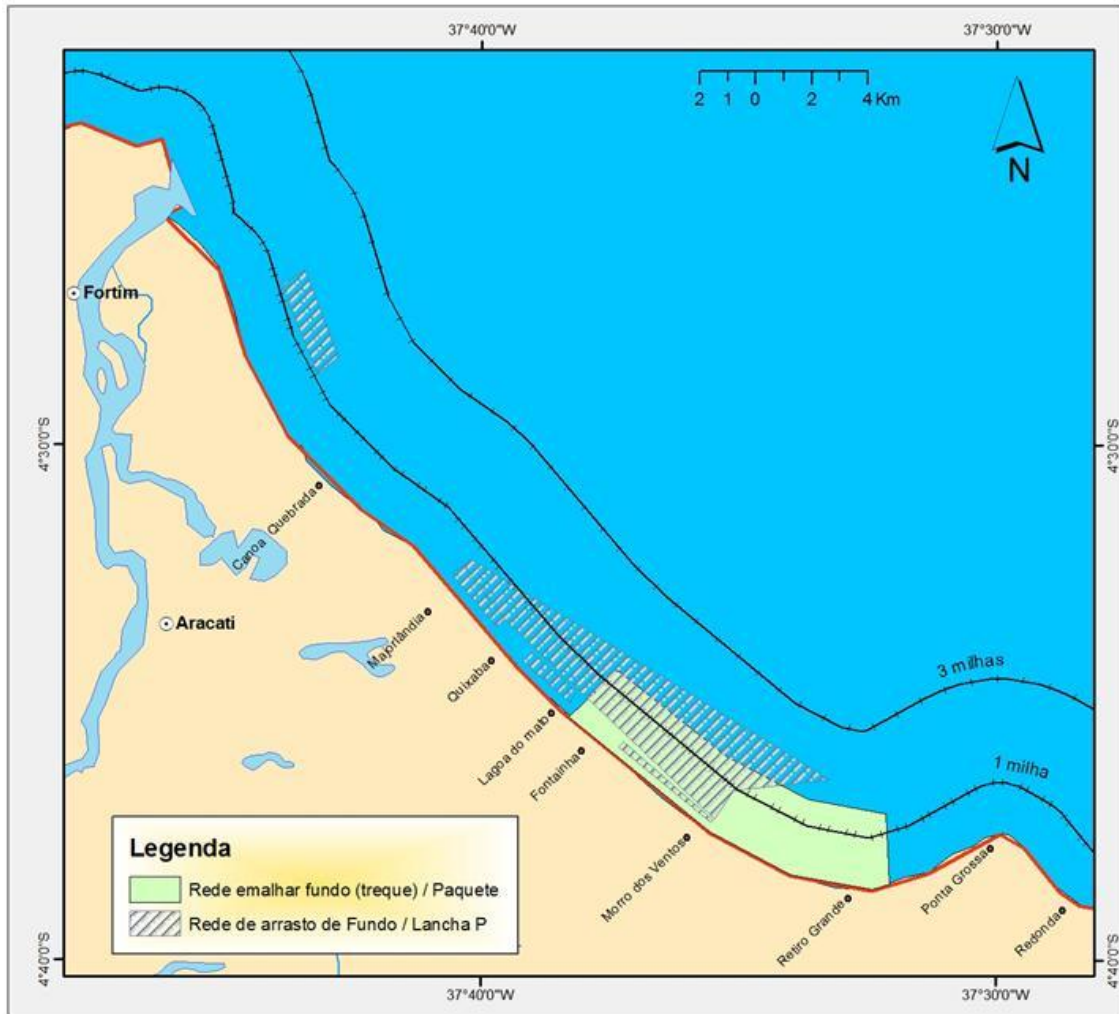 37°40'0"W
37°30'0"W
2 1 0 2 4 Km
N
Fortim
4°30'0"S
4°30'0"S
Canoa Quebrada
Aracati
Majorlândia
Quixaba
3 milhas
Lagoa do mato
Fontainha
1 milha
Morro dos Ventos
Ponta Grossa
Retiro Grande
Redonda
Legenda
Rede emalhar fundo (treque) / Paquete
Rede de arrasto de Fundo / Lancha P
4°40'0"S
4°40'0"S
37°40'0"W
37°30'0"W